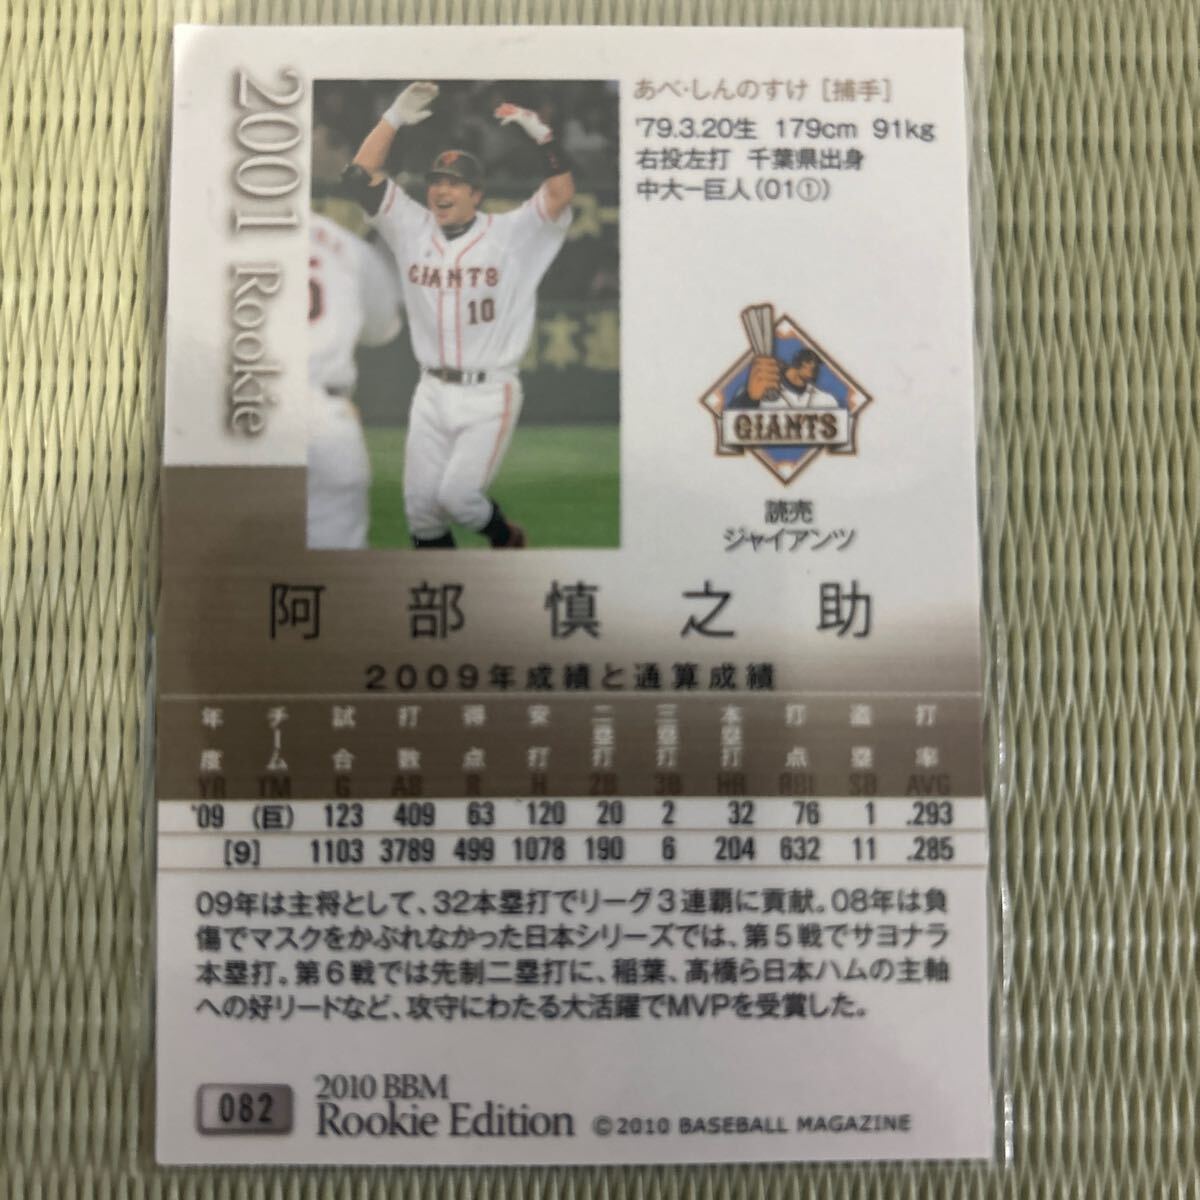 2001 Rookie
あべ・しんのすけ [捕手]
'79.3.20生 179cm 91kg
右投左打 千葉県出身
中大ー巨人(01①)
GIANTS
10
GIANTS
読売
ジャイアンツ
阿部慎之助
2009年成績と通算成績
年度 チーム 試合 打数 得点 安打 二塁打 三塁打 本塁打 打点 盗塁 打率
YR TM G AB R H 2B 3B HR RBI SB AVG
'09 (巨) 123 409 63 120 20 2 32 76 1 .293
[9] 1103 3789 499 1078 190 6 204 632 11 .285
09年は主将として、32本塁打でリーグ3連覇に貢献。08年は負
傷でマスクをかぶれなかった日本シリーズでは、第5戦でサヨナラ
本塁打。第6戦では先制二塁打に、稲葉、高橋ら日本ハムの主軸
への好リードなど、攻守にわたる大活躍でMVPを受賞した。
082
2010 BBM
Rookie Edition ©2010 BASEBALL MAGAZINE